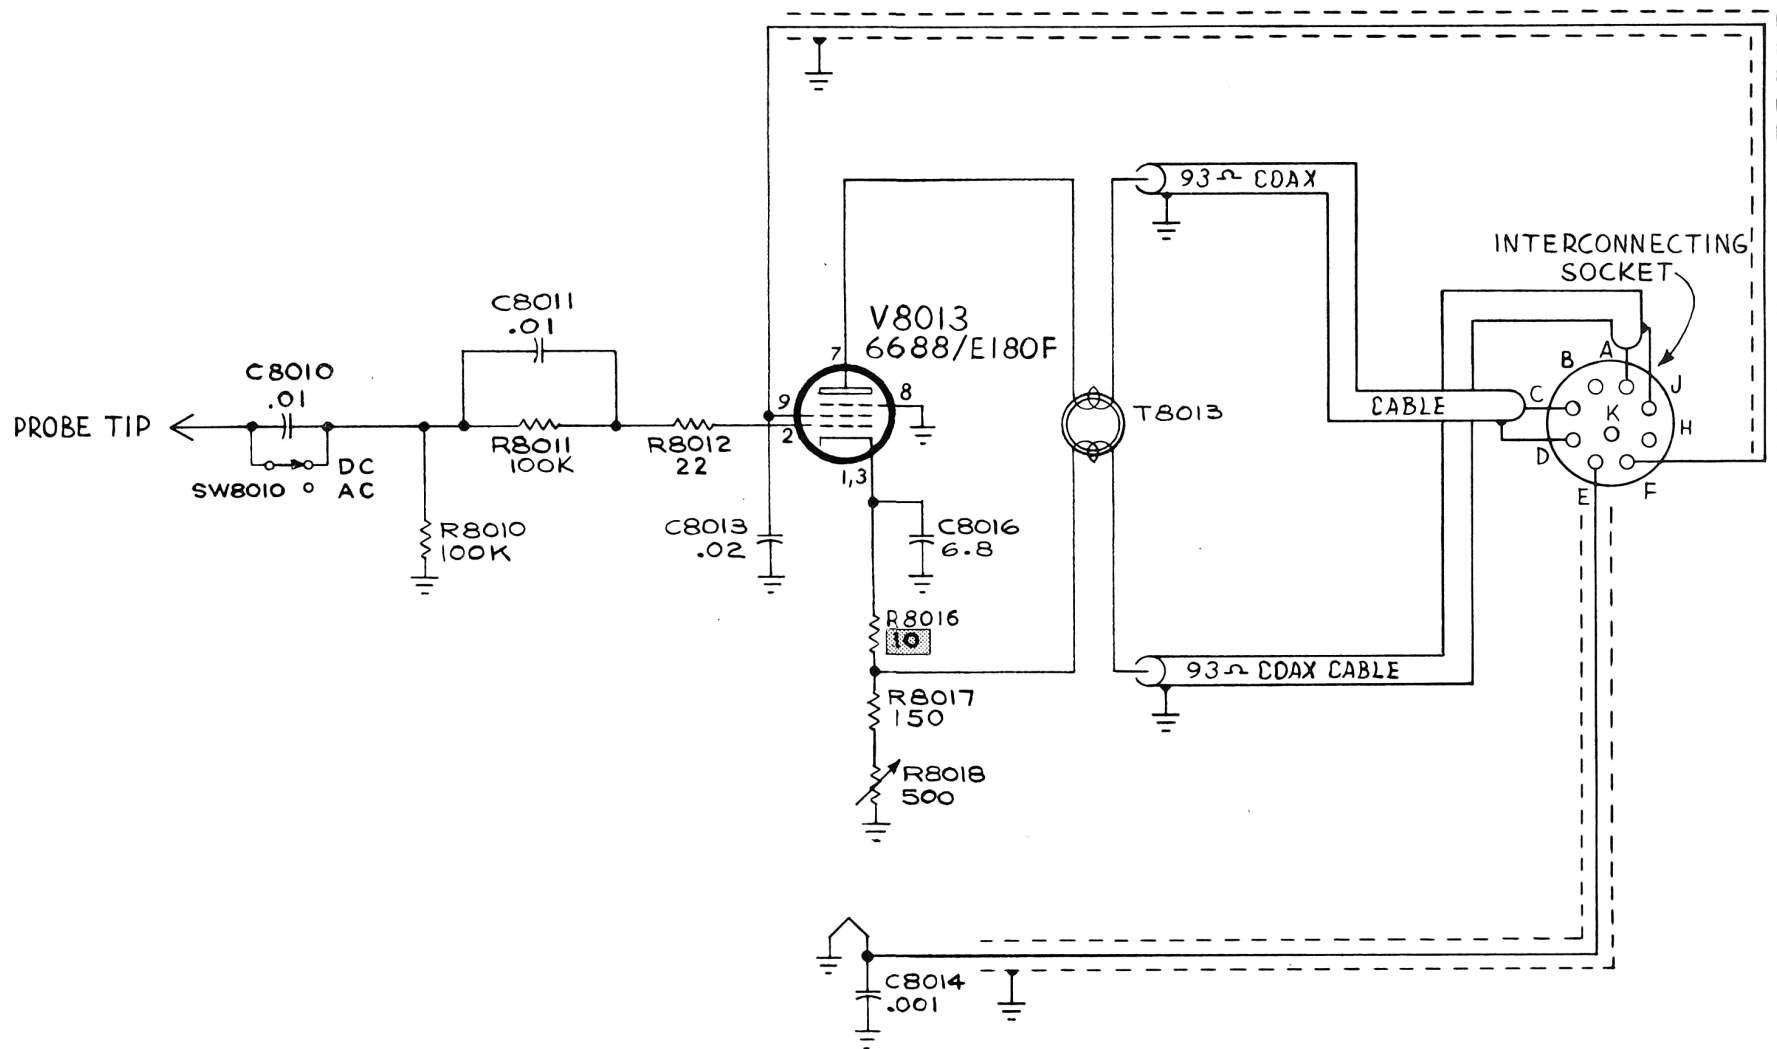 93Ω COAX
INTERCONNECTING
SOCKET
C8011
.01
V8013
6688/E180F
7
8
9
2
1,3
C8010
.01
PROBE TIP
R8011
100K
R8012
22
SW8010
DC
AC
T8013
CABLE
B
A
J
C
K
H
D
E
F
R8010
100K
C8013
.02
C8016
6.8
R8016
10
93Ω COAX CABLE
R8017
150
R8018
500
C8014
.001